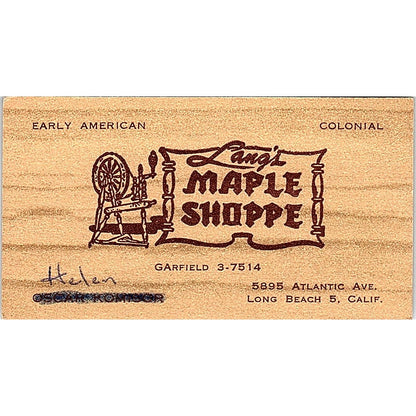 EARLY AMERICAN
COLONIAL
Lang's
MAPLE
SHOPPE
GARFIELD 3-7514
Helen
5895 ATLANTIC AVE.
LONG BEACH 5, CALIF.